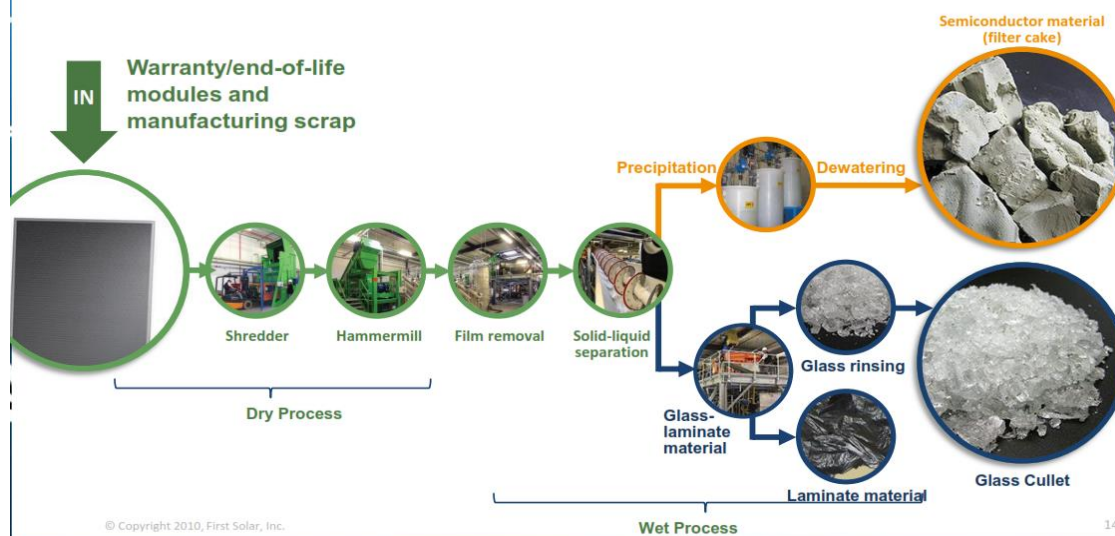 IN
Warranty/end-of-life
modules and
manufacturing scrap
Semiconductor material
(filter cake)
Precipitation
Dewatering
Shredder
Hammermill
Film removal
Solid-liquid
separation
Glass rinsing
Glass-
laminate
material
Laminate material
Glass Cullet
Dry Process
Wet Process
© Copyright 2010, First Solar, Inc.
14